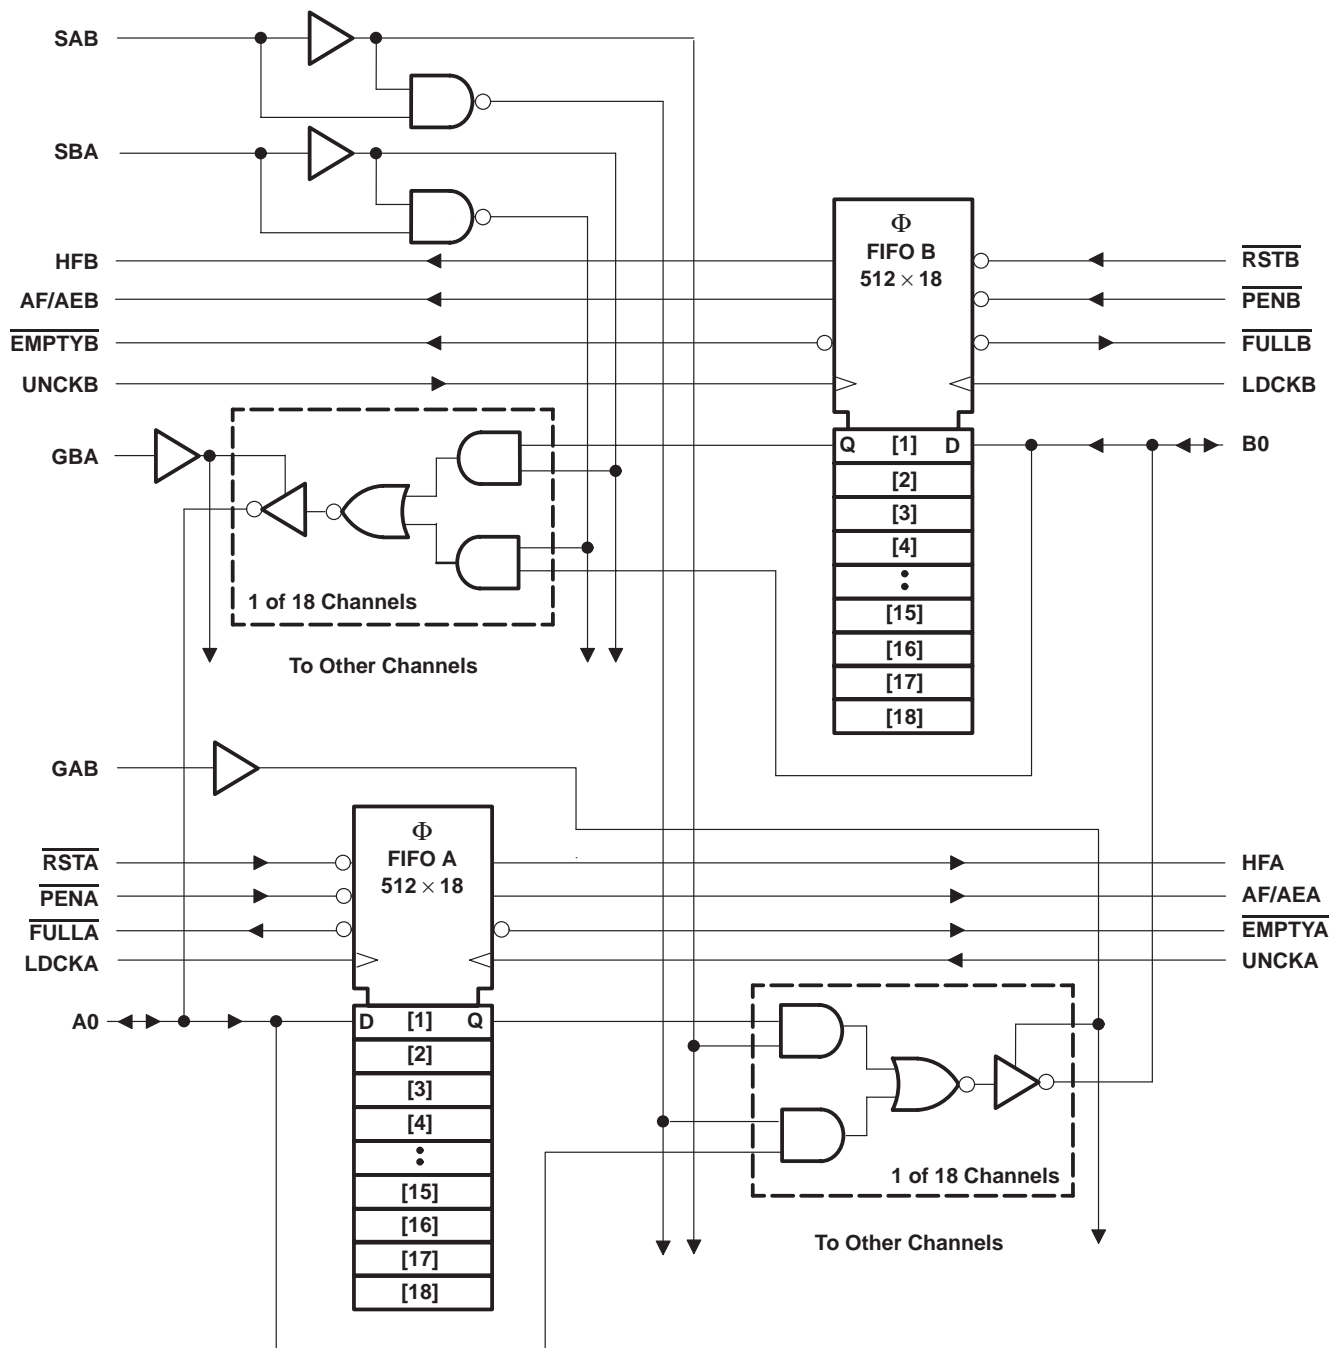 SAB
SBA
Φ
FIFO B
512 × 18
HFB
RSTB
AF/AEB
PENB
EMPTYB
FULLB
UNCKB
LDCKB
GBA
Q [1] D
B0
[2]
[3]
[4]
[15]
[16]
[17]
[18]
1 of 18 Channels
To Other Channels
GAB
Φ
FIFO A
512 × 18
RSTA
HFA
PENA
AF/AEA
FULLA
EMPTYA
LDCKA
UNCKA
A0
D [1] Q
[2]
[3]
[4]
[15]
[16]
[17]
[18]
1 of 18 Channels
To Other Channels